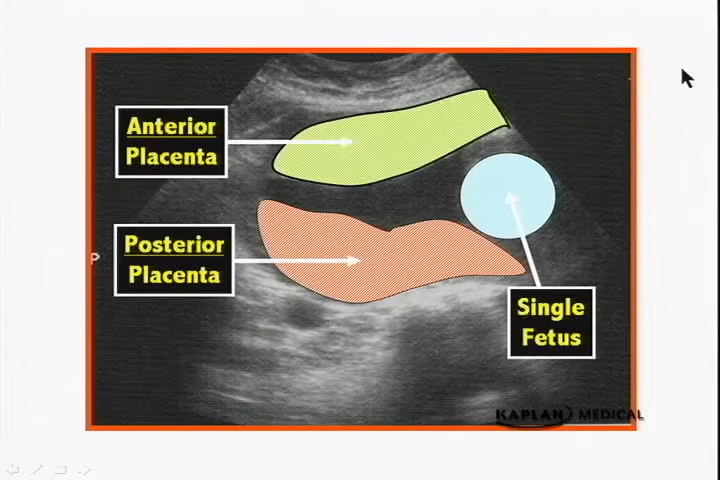 Anterior
Placenta
Posterior
Placenta
P
Single
Fetus
KAPLAN MEDICAL